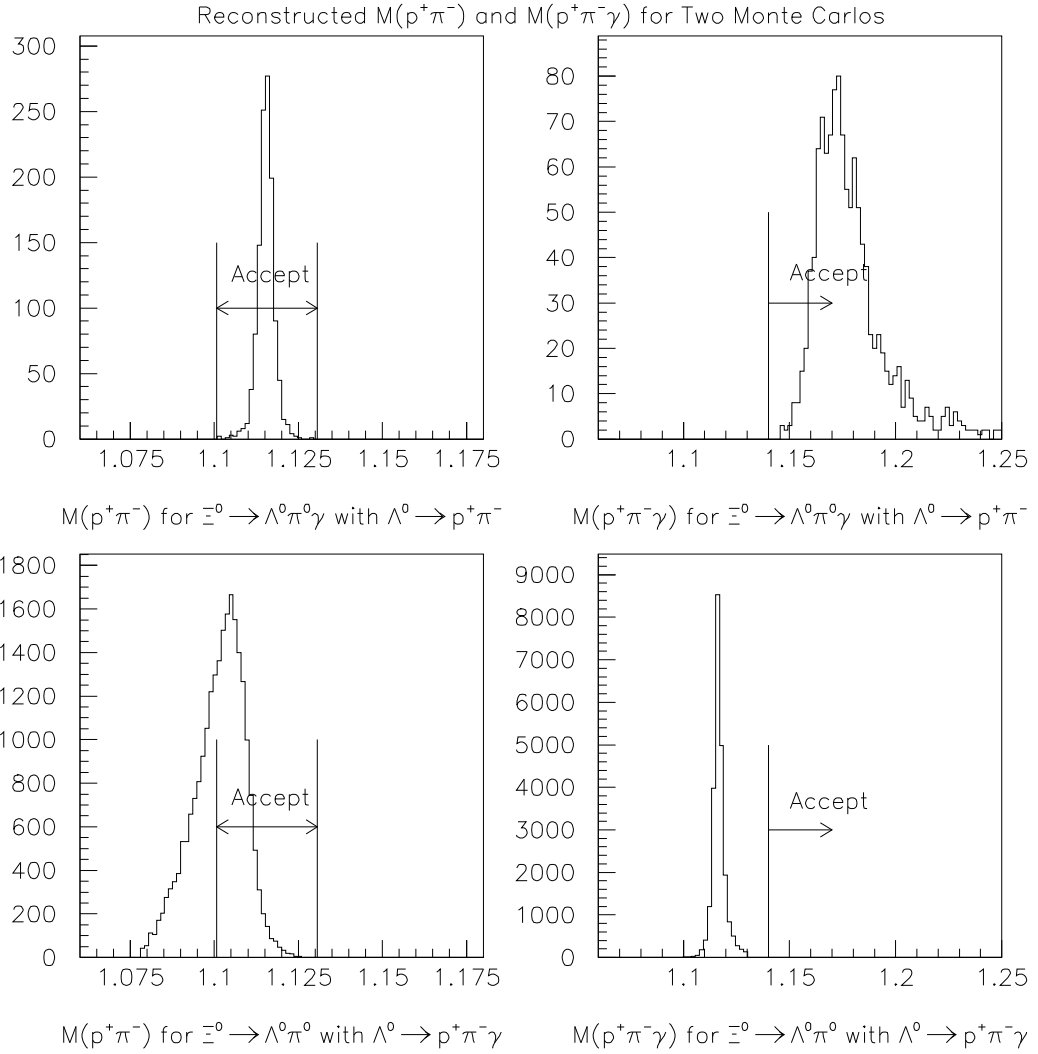 Reconstructed M(p⁺π⁻) and M(p⁺π⁻γ) for Two Monte Carlos
300
250
200
150
100
50
0
Accept
1.075 1.1 1.125 1.15 1.175
M(p⁺π⁻) for Ξ⁰ → Λ⁰π⁰γ with Λ⁰ → p⁺π⁻
80
70
60
50
40
30
20
10
0
Accept
1.1 1.15 1.2 1.25
M(p⁺π⁻γ) for Ξ⁰ → Λ⁰π⁰γ with Λ⁰ → p⁺π⁻
1800
1600
1400
1200
1000
800
600
400
200
0
Accept
1.075 1.1 1.125 1.15 1.175
M(p⁺π⁻) for Ξ⁰ → Λ⁰π⁰ with Λ⁰ → p⁺π⁻γ
9000
8000
7000
6000
5000
4000
3000
2000
1000
0
Accept
1.1 1.15 1.2 1.25
M(p⁺π⁻γ) for Ξ⁰ → Λ⁰π⁰ with Λ⁰ → p⁺π⁻γ